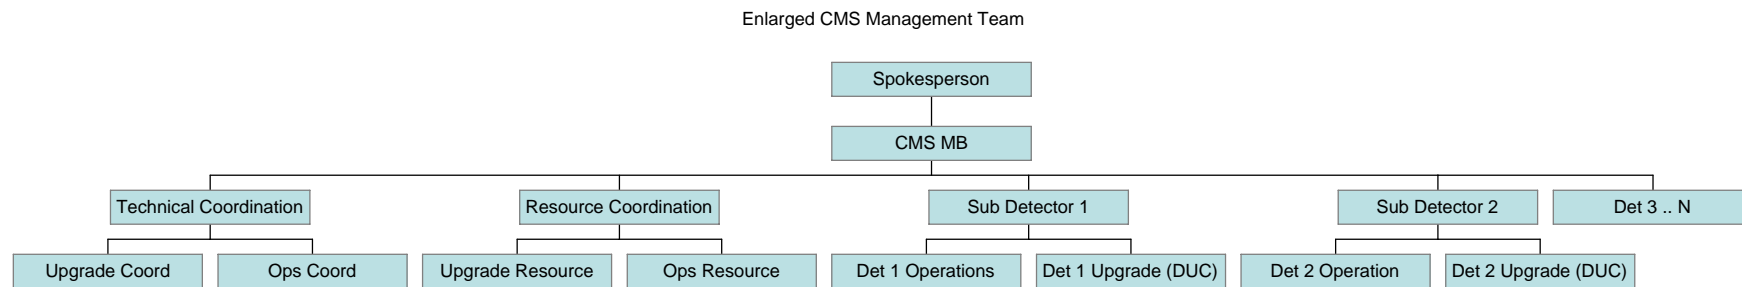 Enlarged CMS Management Team
Spokesperson
CMS MB
Technical Coordination
Resource Coordination
Sub Detector 1
Sub Detector 2
Det 3 .. N
Upgrade Coord
Ops Coord
Upgrade Resource
Ops Resource
Det 1 Operations
Det 1 Upgrade (DUC)
Det 2 Operation
Det 2 Upgrade (DUC)